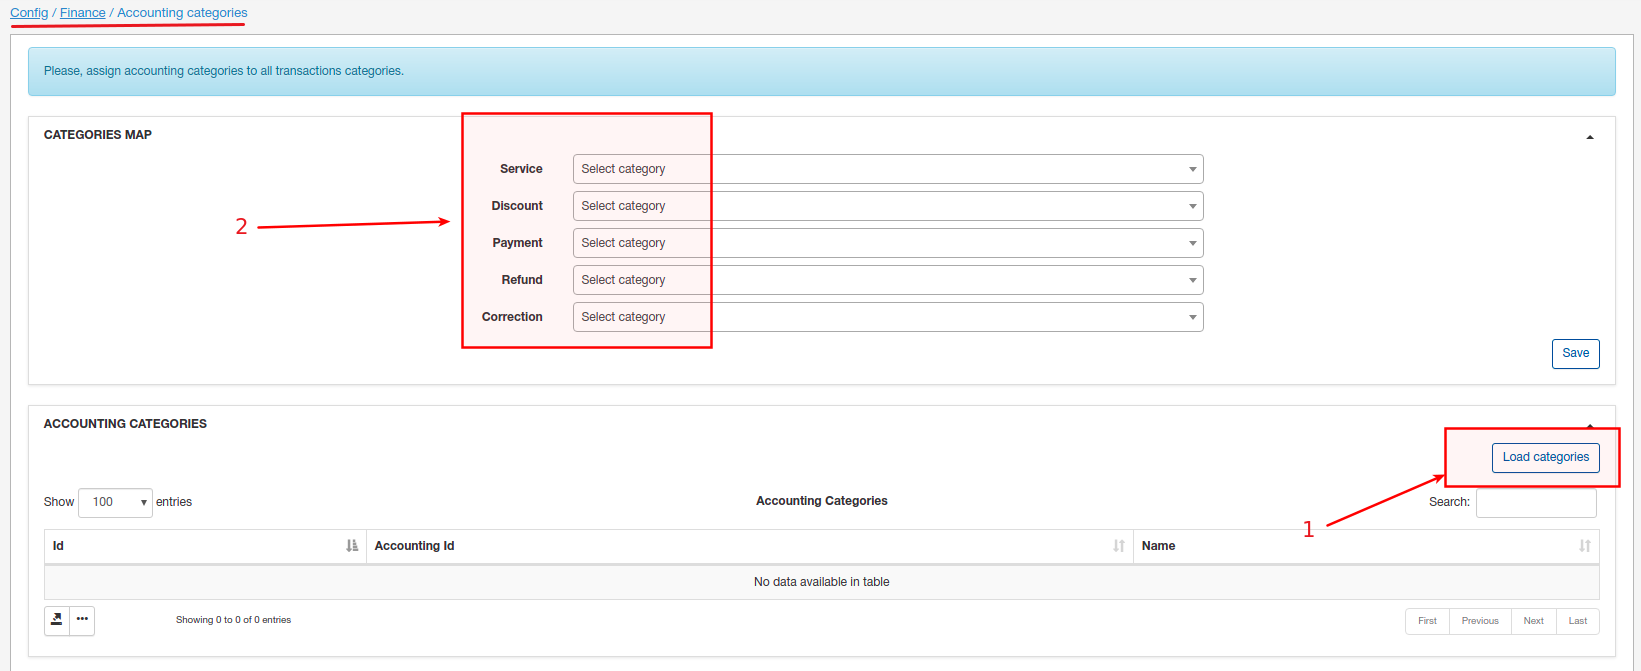 Config / Finance / Accounting categories
Please, assign accounting categories to all transactions categories.
CATEGORIES MAP
Service Select category
Discount Select category
2
Payment Select category
Refund Select category
Correction Select category
Save
ACCOUNTING CATEGORIES
Load categories
Show 100 entries
Accounting Categories
Search:
1
Id Accounting Id Name
No data available in table
Showing 0 to 0 of 0 entries
First Previous Next Last